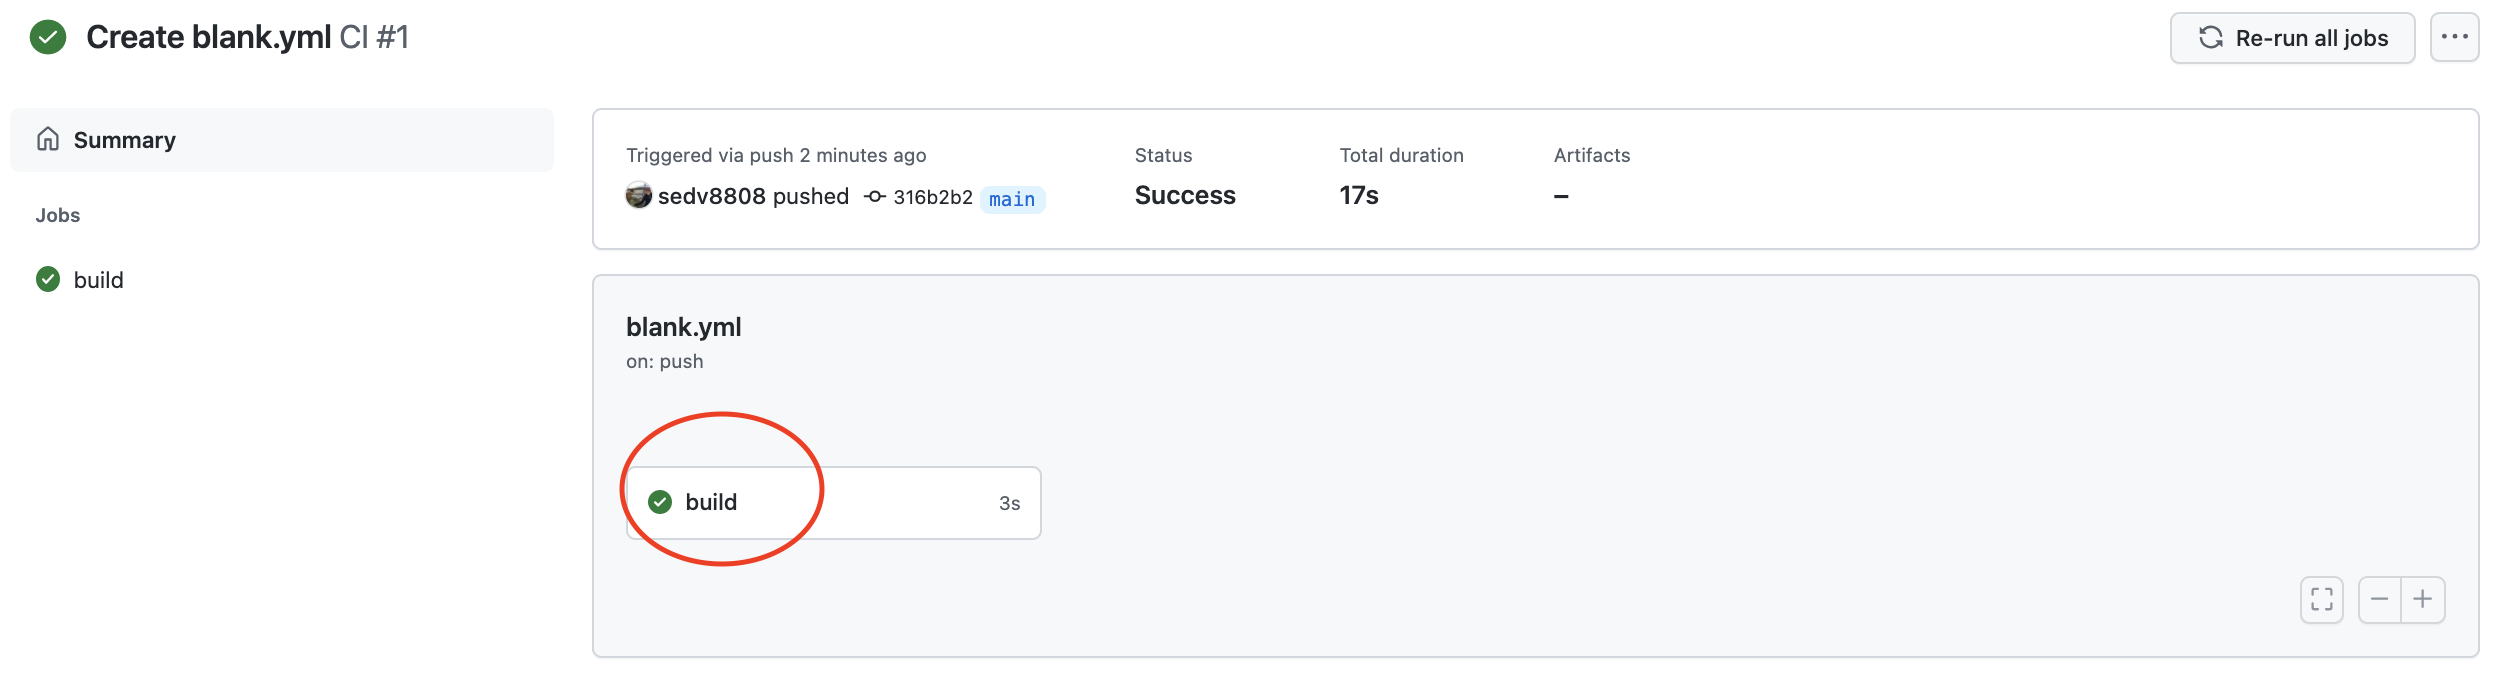 Create blank.yml CI #1
Re-run all jobs
Summary
Jobs
build
Triggered via push 2 minutes ago
sedv8808 pushed 316b2b2 main
Status
Success
Total duration
17s
Artifacts
–
blank.yml
on: push
build 3s